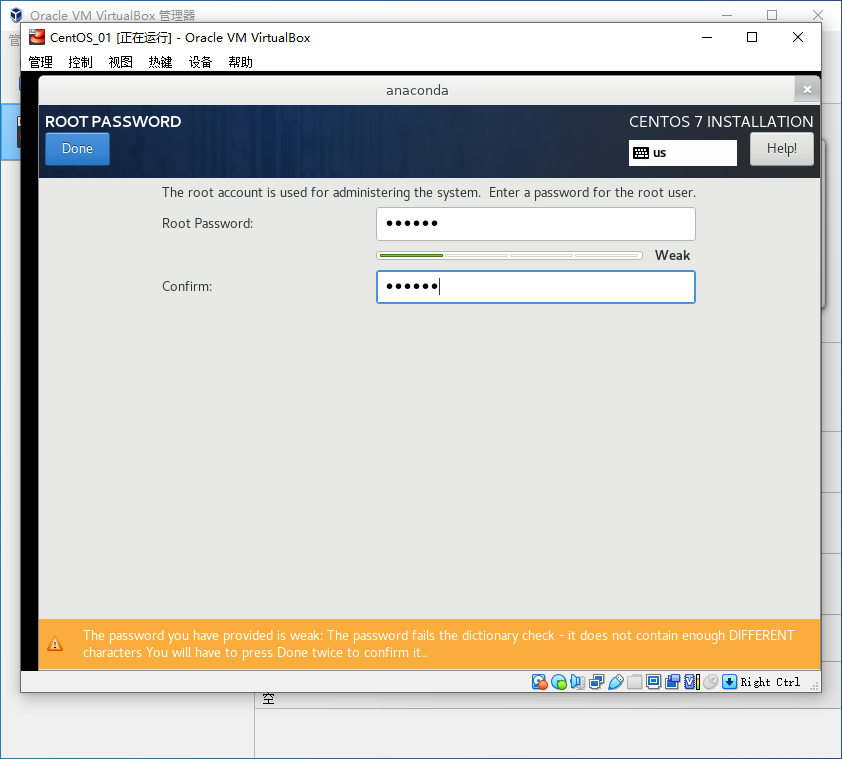 Oracle VM VirtualBox 管理器
CentOS_01 [正在运行] - Oracle VM VirtualBox
管理 控制 视图 热键 设备 帮助
anaconda
ROOT PASSWORD
CENTOS 7 INSTALLATION
Done
us
Help!
The root account is used for administering the system. Enter a password for the root user.
Root Password:
●●●●●●
Weak
Confirm:
●●●●●●
The password you have provided is weak: The password fails the dictionary check - it does not contain enough DIFFERENT
characters You will have to press Done twice to confirm it..
Right Ctrl
空